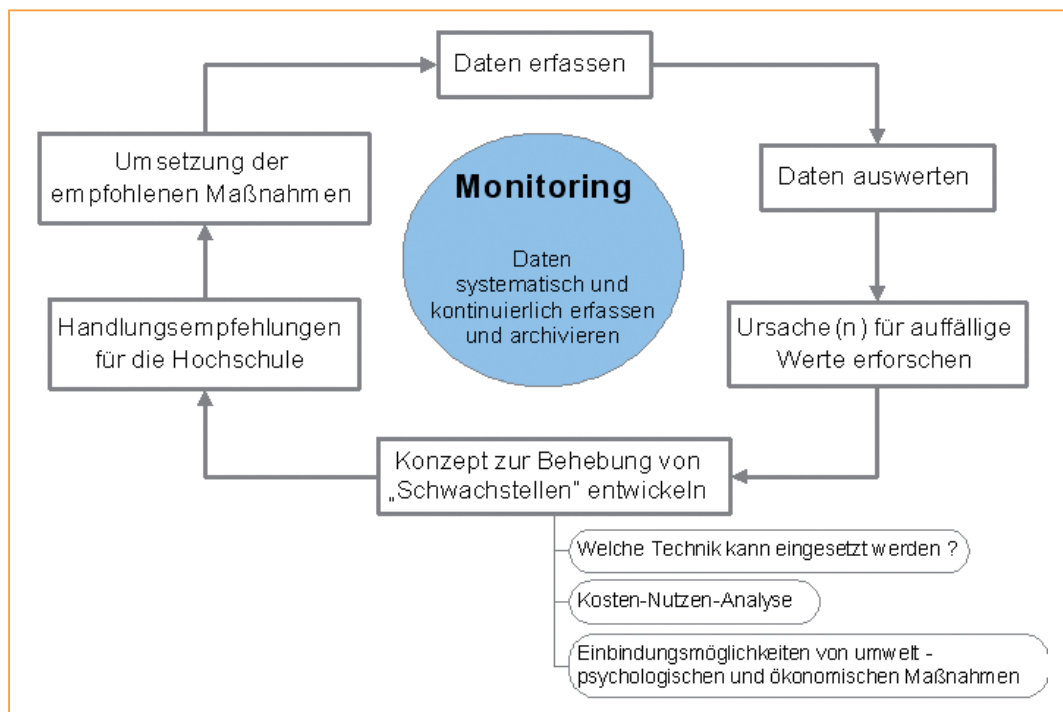 Daten erfassen
Umsetzung der
empfohlenen Maßnahmen
Monitoring
Daten
systematisch und
kontinuierlich erfassen
und archivieren
Daten auswerten
Handlungsempfehlungen
für die Hochschule
Ursache(n) für auffällige
Werte erforschen
Konzept zur Behebung von
„Schwachstellen" entwickeln
Welche Technik kann eingesetzt werden ?
Kosten-Nutzen-Analyse
Einbindungsmöglichkeiten von umwelt -
psychologischen und ökonomischen Maßnahmen